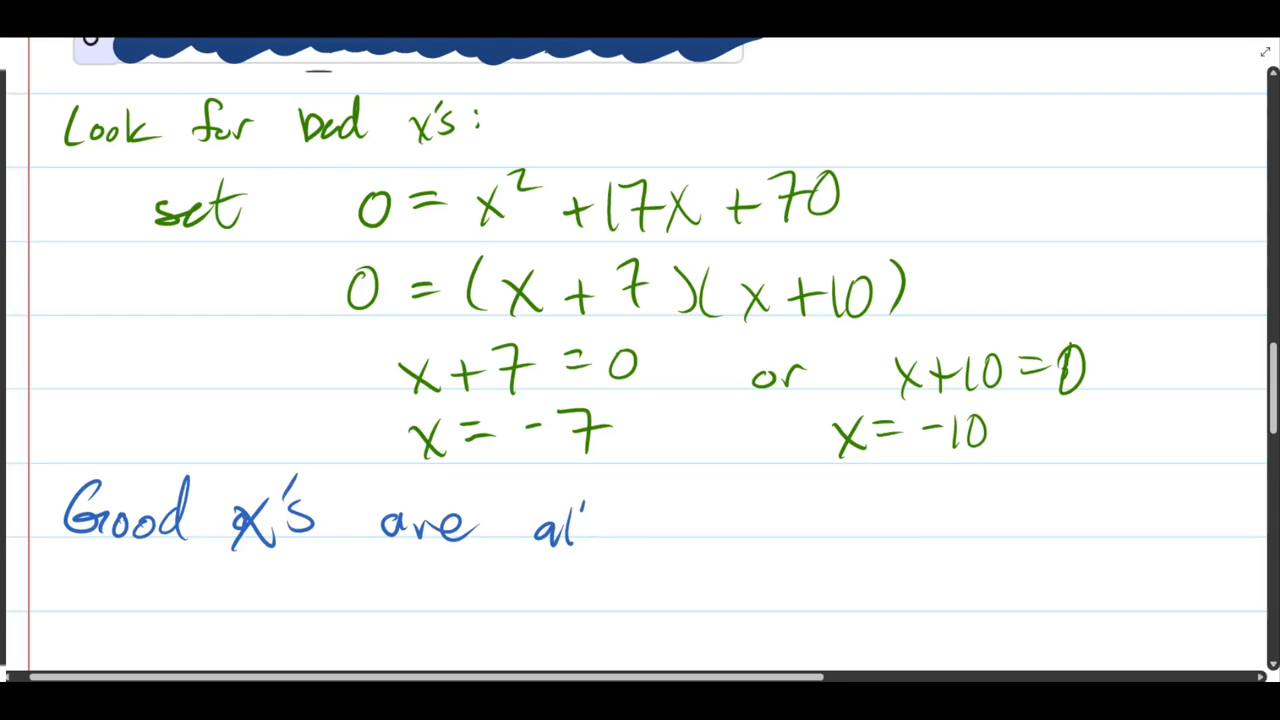 Look for bad x's:
set 0 = x² + 17x + 70
0 = (x + 7)(x + 10)
x + 7 = 0 or x + 10 = 0
x = -7 x = -10
Good x's are al